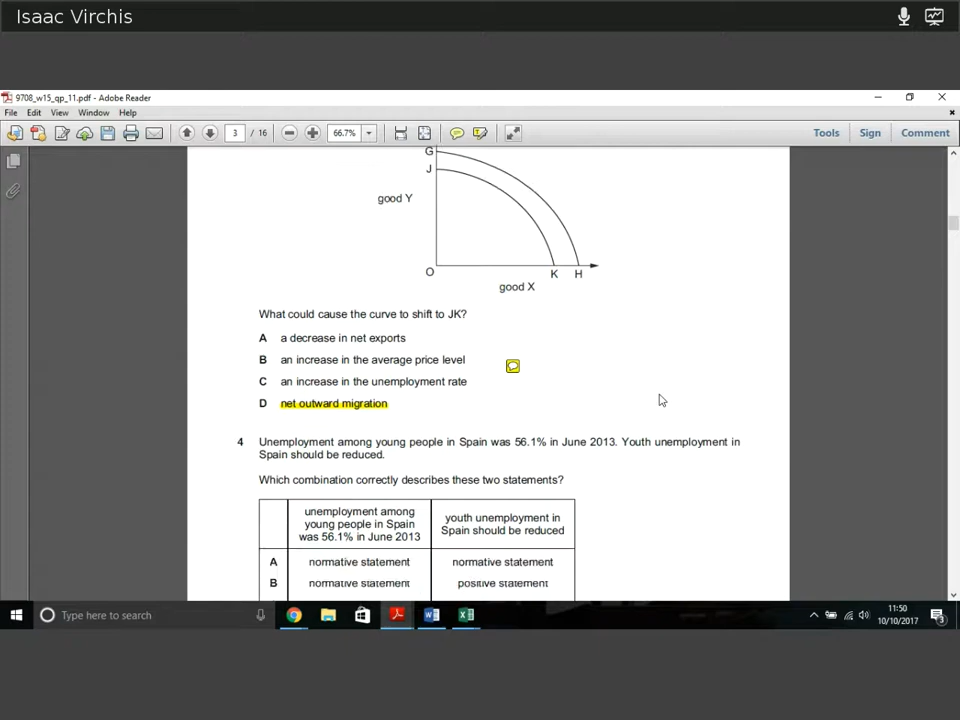 Isaac Virchis
9708_w15_qp_11.pdf - Adobe Reader
File Edit View Window Help
3 / 16 66.7% Tools Sign Comment
G
J
good Y
O
K H
good X
What could cause the curve to shift to JK?
A a decrease in net exports
B an increase in the average price level
C an increase in the unemployment rate
D net outward migration
4 Unemployment among young people in Spain was 56.1% in June 2013. Youth unemployment in
Spain should be reduced.
Which combination correctly describes these two statements?
unemployment among
young people in Spain
was 56.1% in June 2013
youth unemployment in
Spain should be reduced
A normative statement normative statement
B normative statement positive statement
Type here to search
11:50
10/10/2017
3